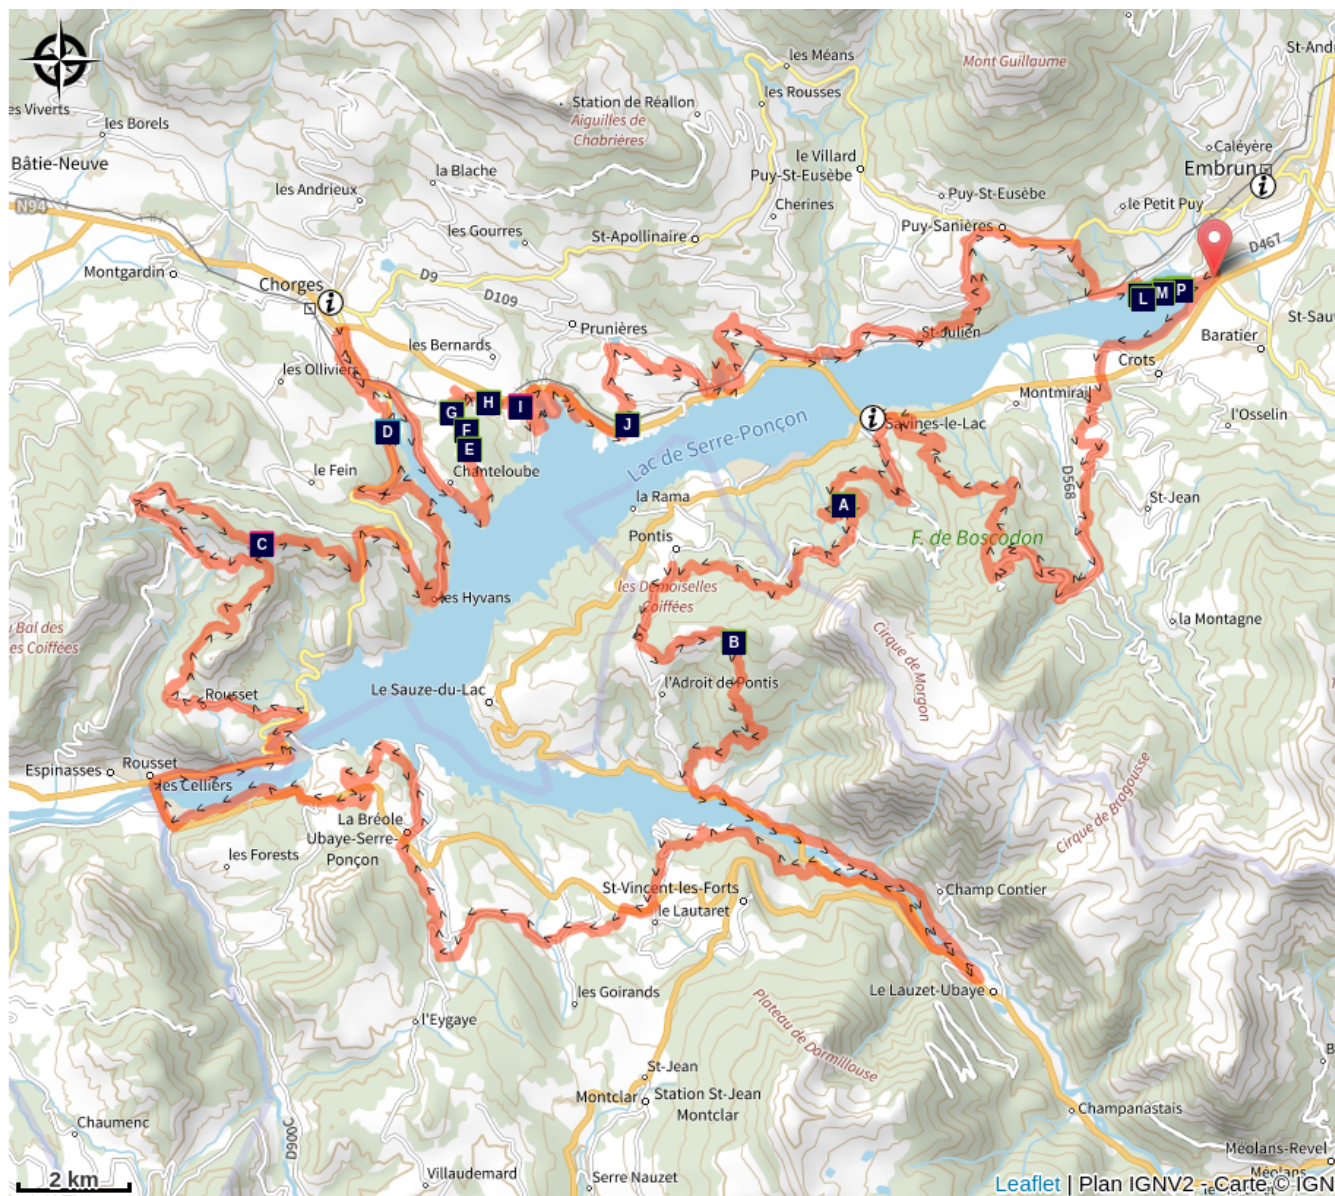 les Méans
Mont Guillaume
St-And
les Rousses
Station de Réallon
Aiguilles de
Chabrières
es Viverts
les Borels
Bâtie-Neuve
la Blache
le Villard
Puy-St-Eusèbe
Caléyère
Embrun
les Andrieux
Puy-St-Eusèbe
le Petit Puy
N94
Cherines
les Gourres
St-Apollinaire
Puy-Sanières
D467
Montgardin
D9
Chorges
D109
L
M
P
St-Sau
Prunières
St-Julien
Baratier
les Bernards
Crots
les Olliviers
Montmirail
G
H
I
J
l'Osselin
D
F
E
Lac de Serre-Ponçon
Savines-le-Lac
le Fein
Chanteloube
D568
la Rama
A
St-Jean
Pontis
F. de Boscodon
C
les Demoiselles
Coiffées
les Hyvans
u Bal des
es Coiffées
Cirque de Morgon
la Montagne
B
Rousset
Le Sauze-du-Lac
l'Adroit de Pontis
Espinasses
Rousset
les Celliers
Cirque de Bragousse
La Bréole
Ubaye-Serre-
Ponçon
les Forests
St-Vincent-les-Forts
Champ Contier
le Lautaret
Le Lauzet-Ubaye
les Goirands
l'Eygaye
Plateau de Dormillouse
St-Jean
Montclar
Station St-Jean
Montclar
Chaumenc
D900C
Champanastais
B
Méolans-Revel
Méolans
2 km
Villaudemard
Serre Nauzet
Leaflet | Plan IGNV2 - Carte © IGN